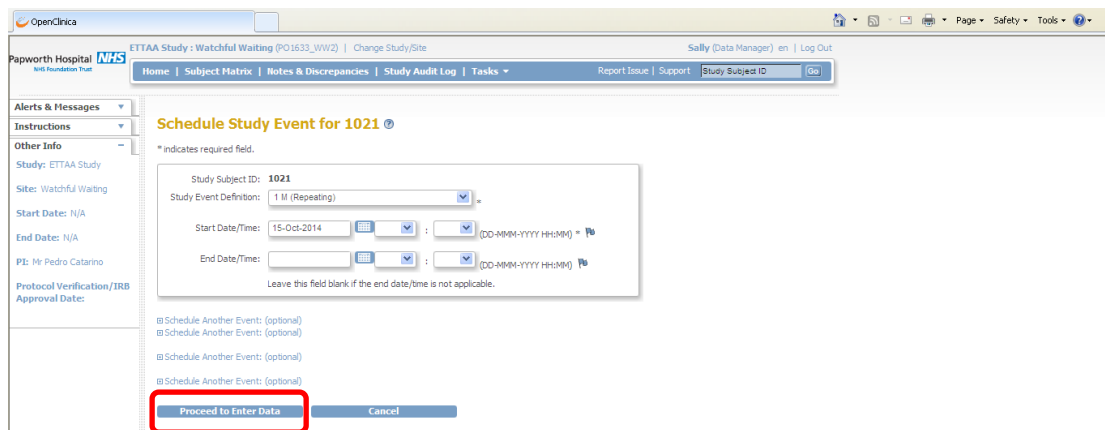 OpenClinica
Page Safety Tools
Papworth Hospital NHS
NHS Foundation Trust
ETTAA Study : Watchful Waiting (PO1633_WW2) | Change Study/Site
Sally (Data Manager) en | Log Out
Home | Subject Matrix | Notes & Discrepancies | Study Audit Log | Tasks
Report Issue | Support Study Subject ID Go
Alerts & Messages
Instructions
Other Info
Study: ETTAA Study
Site: Watchful Waiting
Start Date: N/A
End Date: N/A
PI: Mr Pedro Catarino
Protocol Verification/IRB
Approval Date:
Schedule Study Event for 1021
* indicates required field.
Study Subject ID: 1021
Study Event Definition: 1 M (Repeating) *
Start Date/Time: 15-Oct-2014 : (DD-MMM-YYYY HH:MM) *
End Date/Time: : (DD-MMM-YYYY HH:MM)
Leave this field blank if the end date/time is not applicable.
Schedule Another Event: (optional)
Schedule Another Event: (optional)
Schedule Another Event: (optional)
Schedule Another Event: (optional)
Proceed to Enter Data Cancel